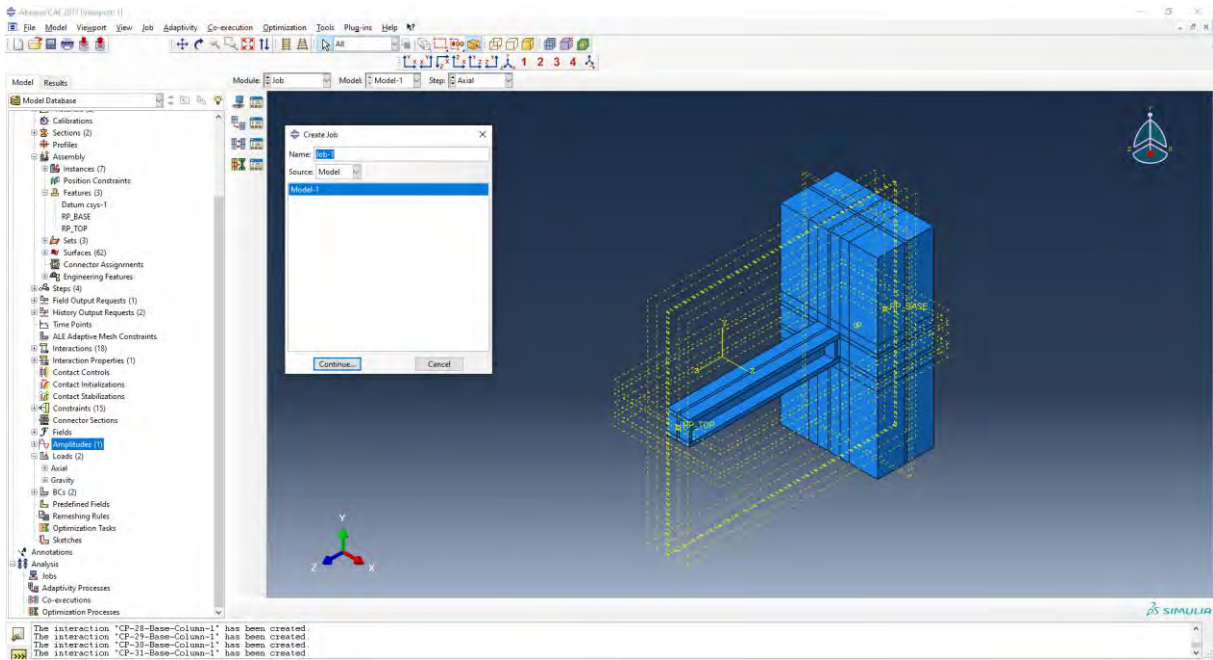 Abaqus/CAE 2017 [Viewport: 1]
File Model Viewport View Job Adaptivity Co-execution Optimization Tools Plug-ins Help
All
1 2 3 4
Model Results
Module: Job Model: Model-1 Step: Axial
Model Database
Calibrations
Sections (2)
Profiles
Assembly
Instances (7)
Position Constraints
Features (3)
Datum csys-1
RP_BASE
RP_TOP
Sets (3)
Surfaces (62)
Connector Assignments
Engineering Features
Steps (4)
Field Output Requests (1)
History Output Requests (2)
Time Points
ALE Adaptive Mesh Constraints
Interactions (18)
Interaction Properties (1)
Contact Controls
Contact Initializations
Contact Stabilizations
Constraints (15)
Connector Sections
Fields
Amplitudes (1)
Loads (2)
Axial
Gravity
BCs (2)
Predefined Fields
Remeshing Rules
Optimization Tasks
Sketches
Annotations
Analysis
Jobs
Adaptivity Processes
Co-executions
Optimization Processes
Create Job
Name: Job-1
Source: Model
Model-1
Continue...
Cancel
RP_BASE
RP_TOP
Y
Z X
SIMULIA
The interaction "CP-28-Base-Column-1" has been created.
The interaction "CP-29-Base-Column-1" has been created.
The interaction "CP-30-Base-Column-1" has been created.
The interaction "CP-31-Base-Column-1" has been created.